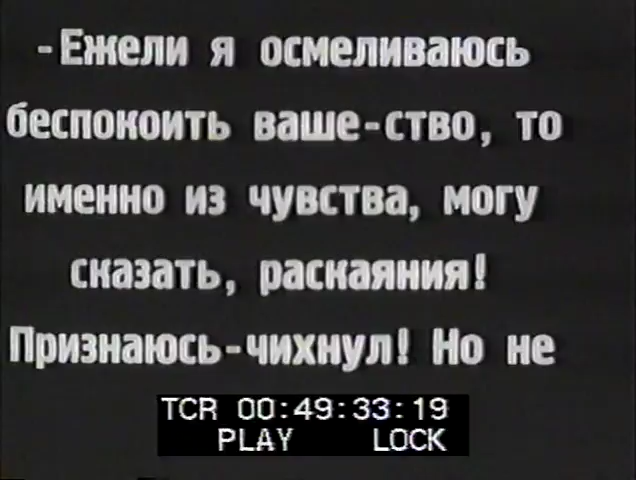 -Ежели я осмеливаюсь
беспокоить ваше-ство, то
именно из чувства, могу
сказать, раскаяния!
Признаюсь-чихнул! Но не
TCR 00:49:33:19
PLAY LOCK